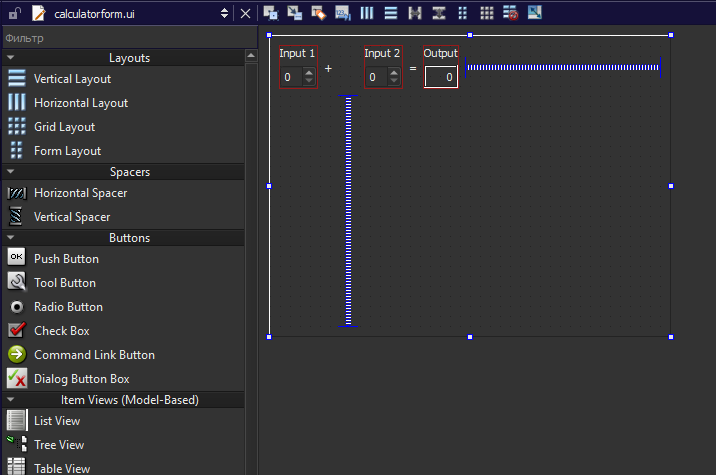 calculatorform.ui
Фильтр
Layouts
Vertical Layout
Horizontal Layout
Grid Layout
Form Layout
Spacers
Horizontal Spacer
Vertical Spacer
Buttons
OK Push Button
Tool Button
Radio Button
Check Box
Command Link Button
Dialog Button Box
Item Views (Model-Based)
List View
Tree View
Table View
Input 1 Input 2 Output
0 + 0 = 0